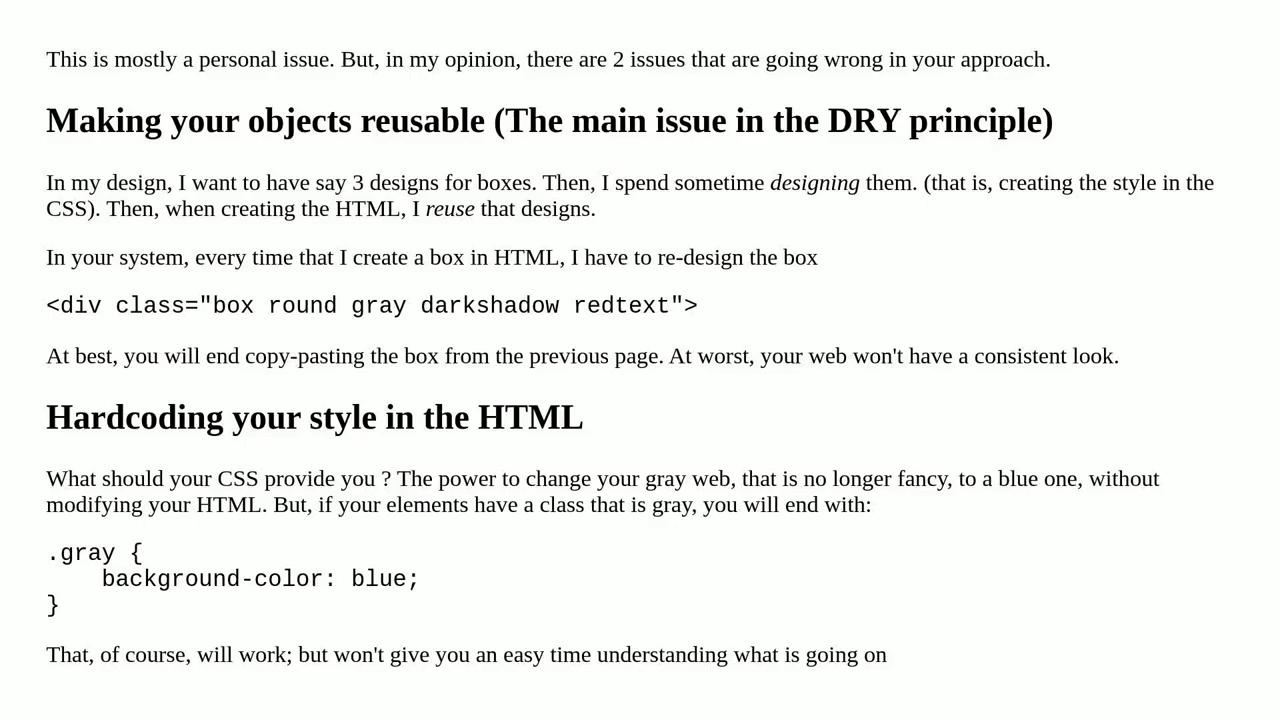 This is mostly a personal issue. But, in my opinion, there are 2 issues that are going wrong in your approach.
Making your objects reusable (The main issue in the DRY principle)
In my design, I want to have say 3 designs for boxes. Then, I spend sometime designing them. (that is, creating the style in the
CSS). Then, when creating the HTML, I reuse that designs.
In your system, every time that I create a box in HTML, I have to re-design the box
<div class="box round gray darkshadow redtext">
At best, you will end copy-pasting the box from the previous page. At worst, your web won't have a consistent look.
Hardcoding your style in the HTML
What should your CSS provide you ? The power to change your gray web, that is no longer fancy, to a blue one, without
modifying your HTML. But, if your elements have a class that is gray, you will end with:
.gray {
    background-color: blue;
}
That, of course, will work; but won't give you an easy time understanding what is going on